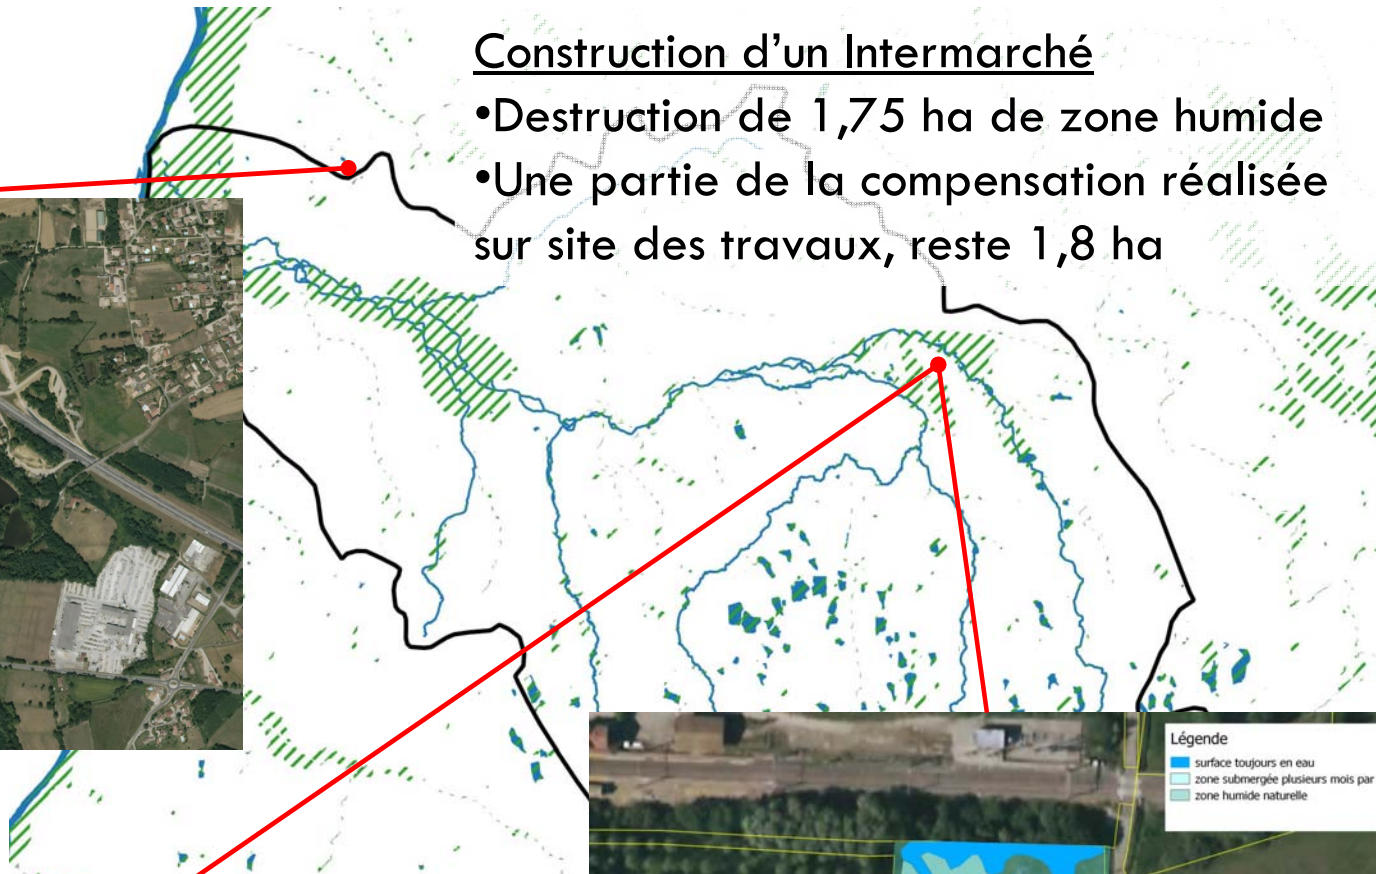 Construction d’un Intermarché
•Destruction de 1,75 ha de zone humide
•Une partie de la compensation réalisée
sur site des travaux, reste 1,8 ha
Légende
surface toujours en eau
zone submergée plusieurs mois par
zone humide naturelle